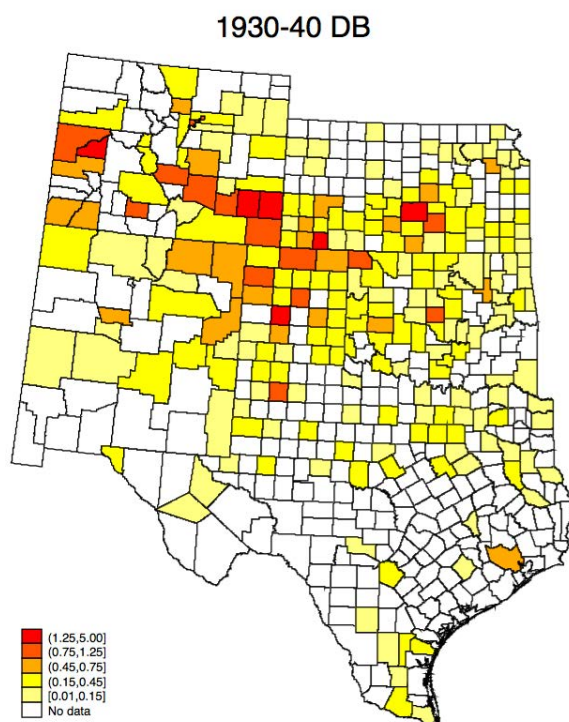 1930-40 DB
(1.25,5.00]
(0.75,1.25]
(0.45,0.75]
(0.15,0.45]
[0.01,0.15]
No data